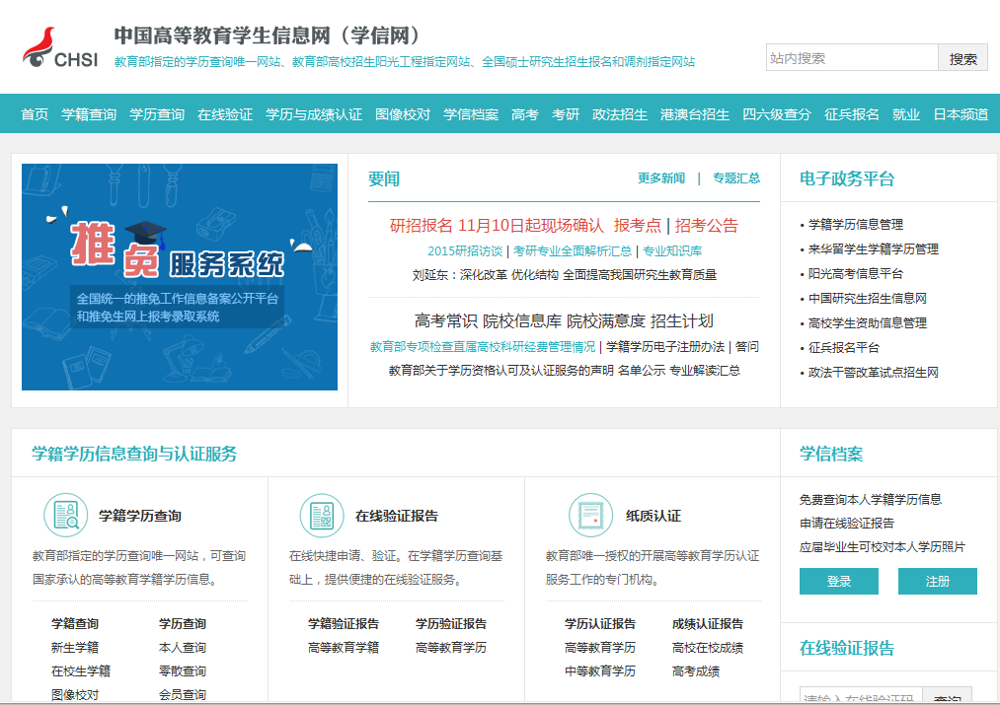 CHSI
中国高等教育学生信息网（学信网）
教育部指定的学历查询唯一网站、教育部高校招生阳光工程指定网站、全国硕士研究生招生报名和调剂指定网站
站内搜索 搜索
首页 学籍查询 学历查询 在线验证 学历与成绩认证 图像校对 学信档案 高考 考研 政法招生 港澳台招生 四六级查分 征兵报名 就业 日本频道
推免服务系统
全国统一的推免工作信息备案公开平台
和推免生网上报考录取系统
要闻 更多新闻 | 专题汇总
研招报名 11月10日起现场确认 报考点 | 招考公告
2015研招访谈 | 考研专业全面解析汇总 | 专业知识库
刘延东：深化改革 优化结构 全面提高我国研究生教育质量
高考常识 院校信息库 院校满意度 招生计划
教育部专项检查直属高校科研经费管理情况 | 学籍学历电子注册办法 | 答问
教育部关于学历资格认可及认证服务的声明 名单公示 专业解读汇总
电子政务平台
• 学籍学历信息管理
• 来华留学生学籍学历管理
• 阳光高考信息平台
• 中国研究生招生信息网
• 高校学生资助信息管理
• 征兵报名平台
• 政法干警改革试点招生网
学籍学历信息查询与认证服务
学籍学历查询
教育部指定的学历查询唯一网站，可查询
国家承认的高等教育学籍学历信息。
学籍查询 学历查询
新生学籍 本人查询
在校生学籍 零散查询
图像校对 会员查询
在线验证报告
在线快捷申请、验证。在学籍学历查询基
础上，提供便捷的在线验证服务。
学籍验证报告 学历验证报告
高等教育学籍 高等教育学历
纸质认证
教育部唯一授权的开展高等教育学历认证
服务工作的专门机构。
学历认证报告 成绩认证报告
高等教育学历 高校在校成绩
中等教育学历 高考成绩
学信档案
免费查询本人学籍学历信息
申请在线验证报告
应届毕业生可校对本人学历照片
登录 注册
在线验证报告
请输入在线验证码 查询